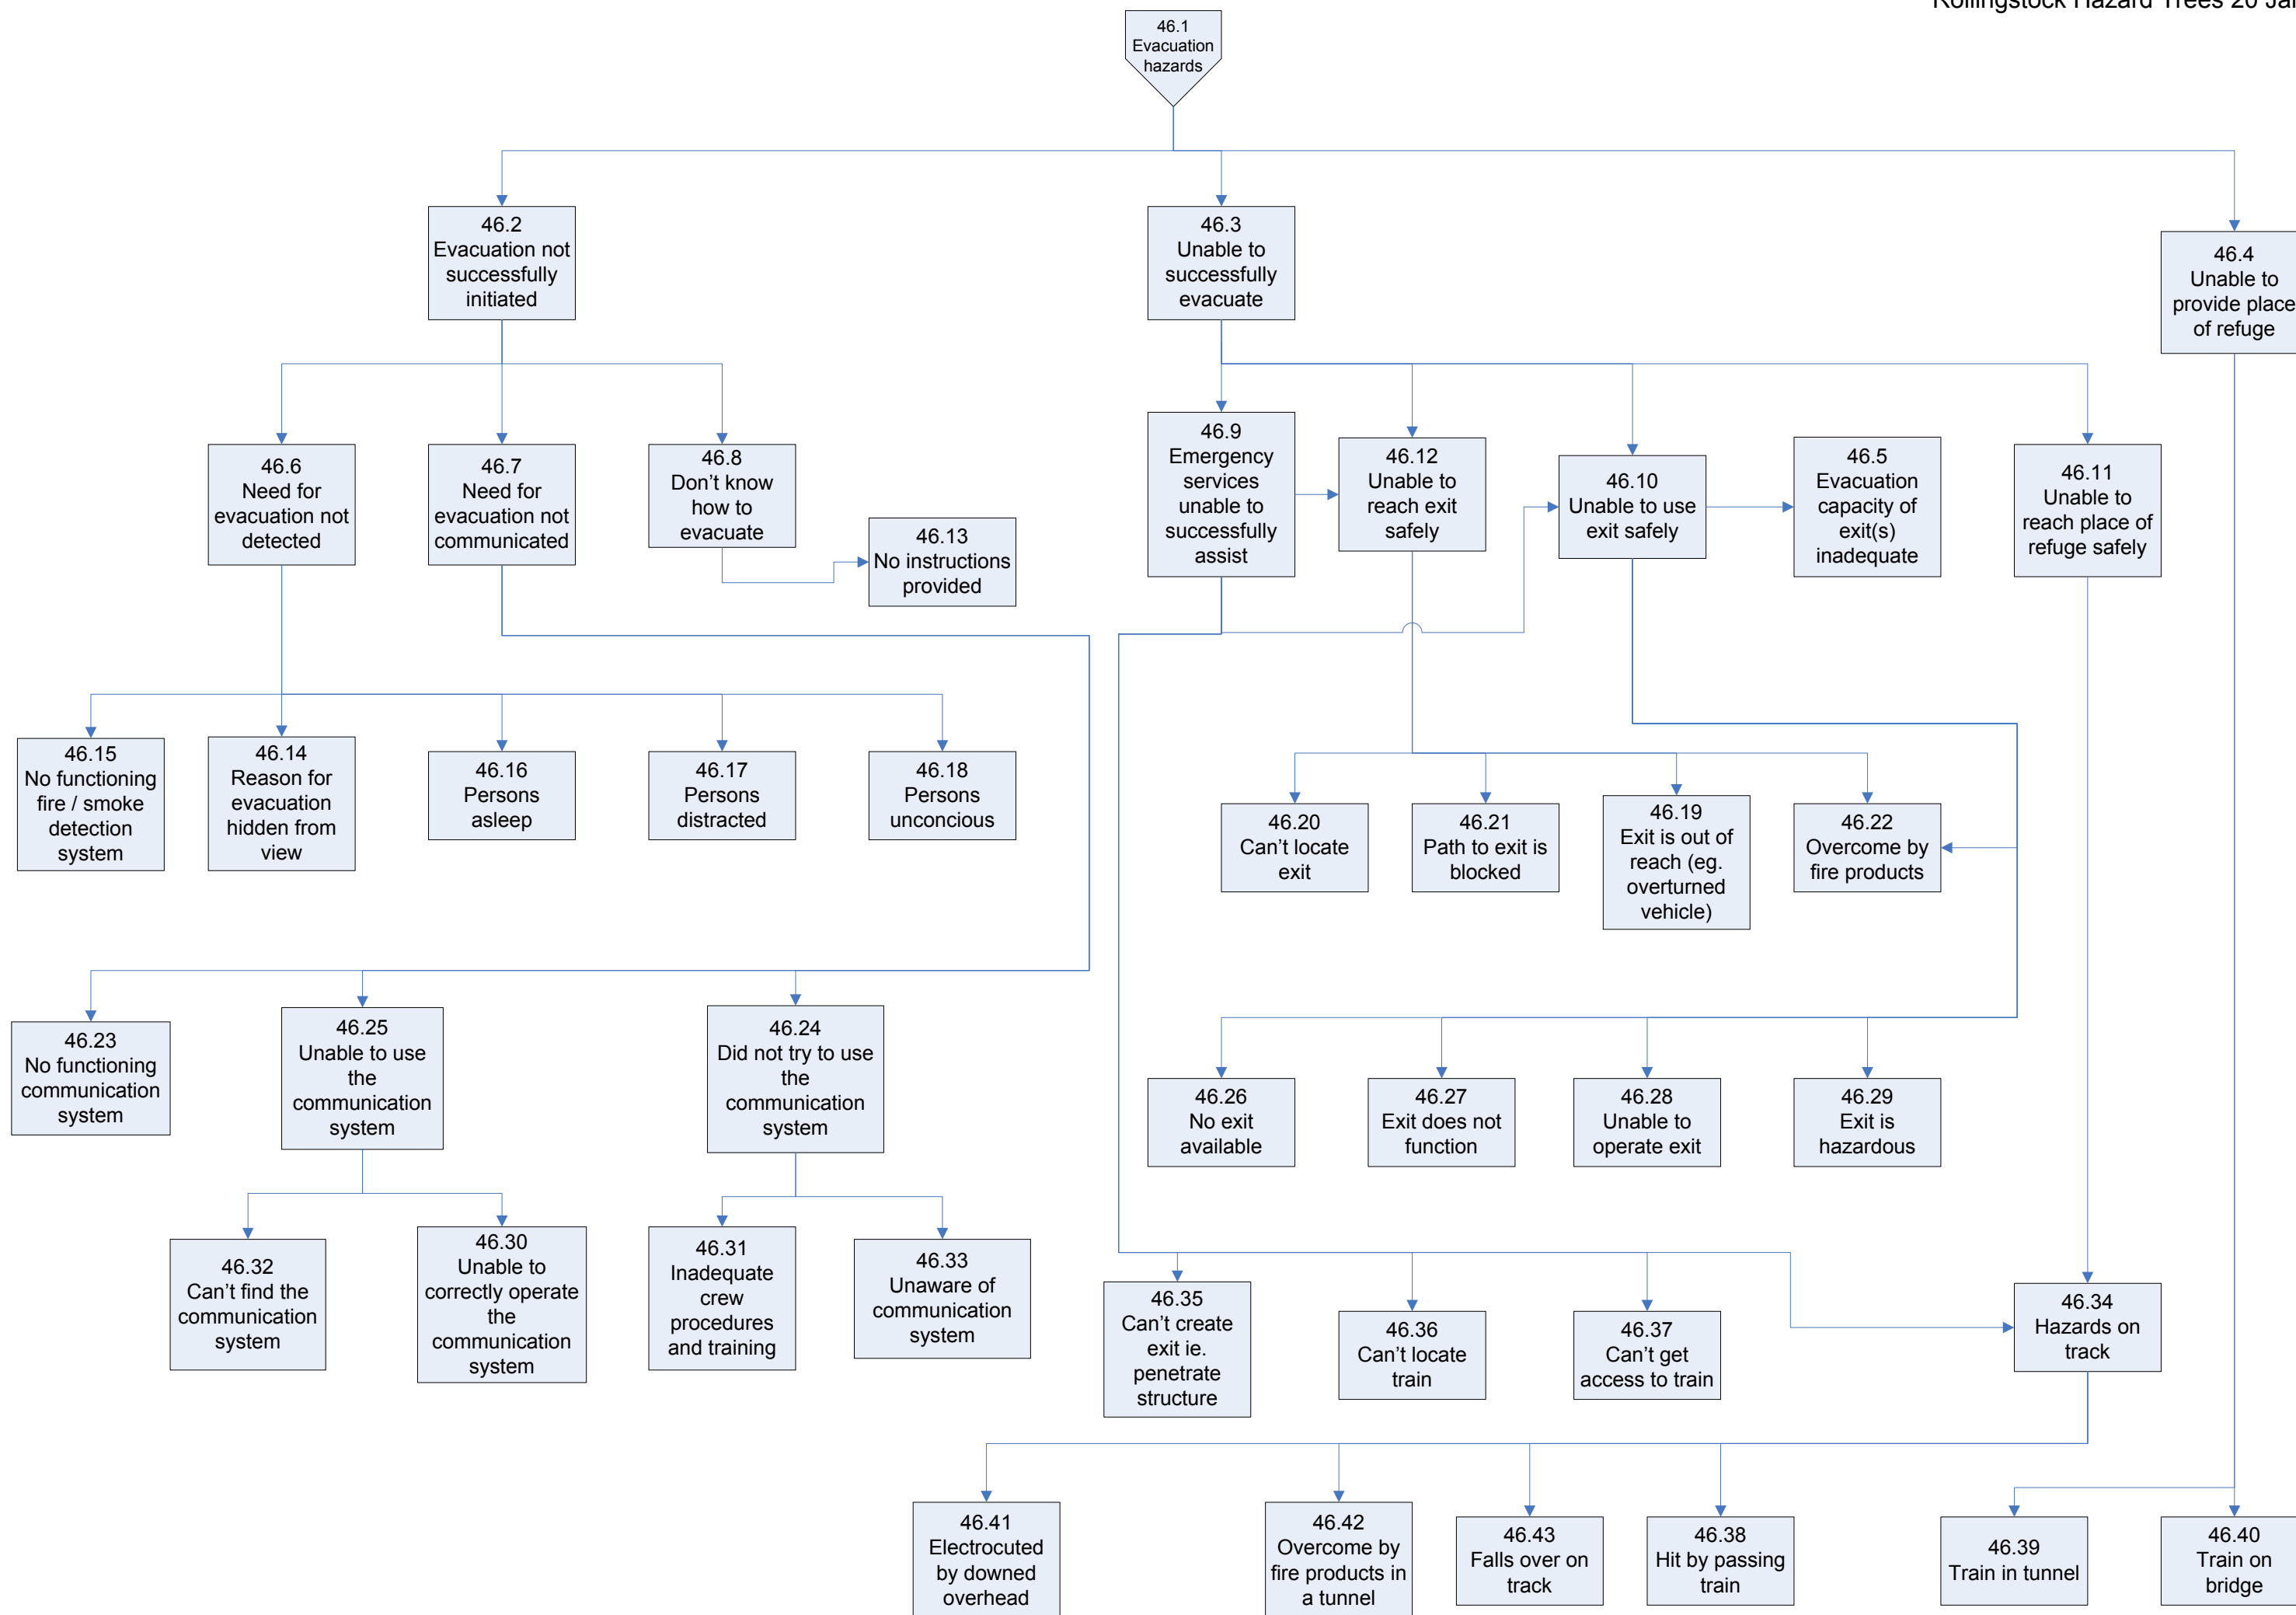 Rollingstock Hazard Trees 20 Jan
46.1
Evacuation
hazards
46.2
Evacuation not
successfully
initiated
46.3
Unable to
successfully
evacuate
46.4
Unable to
provide place
of refuge
46.6
Need for
evacuation not
detected
46.7
Need for
evacuation not
communicated
46.8
Don't know
how to
evacuate
46.13
No instructions
provided
46.9
Emergency
services
unable to
successfully
assist
46.12
Unable to
reach exit
safely
46.10
Unable to use
exit safely
46.5
Evacuation
capacity of
exit(s)
inadequate
46.11
Unable to
reach place of
refuge safely
46.15
No functioning
fire / smoke
detection
system
46.14
Reason for
evacuation
hidden from
view
46.16
Persons
asleep
46.17
Persons
distracted
46.18
Persons
unconcious
46.20
Can't locate
exit
46.21
Path to exit is
blocked
46.19
Exit is out of
reach (eg.
overturned
vehicle)
46.22
Overcome by
fire products
46.23
No functioning
communication
system
46.25
Unable to use
the
communication
system
46.24
Did not try to use
the
communication
system
46.26
No exit
available
46.27
Exit does not
function
46.28
Unable to
operate exit
46.29
Exit is
hazardous
46.32
Can't find the
communication
system
46.30
Unable to
correctly operate
the
communication
system
46.31
Inadequate
crew
procedures
and training
46.33
Unaware of
communication
system
46.35
Can't create
exit ie.
penetrate
structure
46.36
Can't locate
train
46.37
Can't get
access to train
46.34
Hazards on
track
46.41
Electrocuted
by downed
overhead
46.42
Overcome by
fire products in
a tunnel
46.43
Falls over on
track
46.38
Hit by passing
train
46.39
Train in tunnel
46.40
Train on
bridge